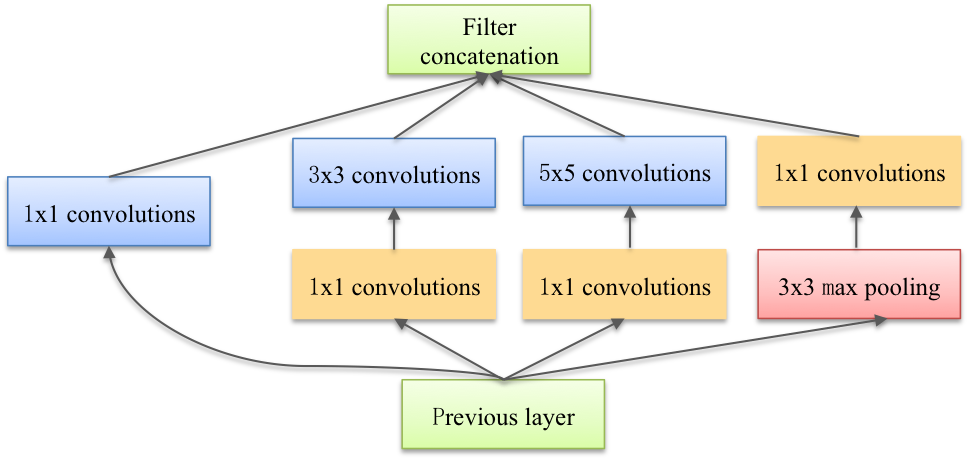 Filter
concatenation
3x3 convolutions
5x5 convolutions
1x1 convolutions
1x1 convolutions
1x1 convolutions
1x1 convolutions
3x3 max pooling
Previous layer